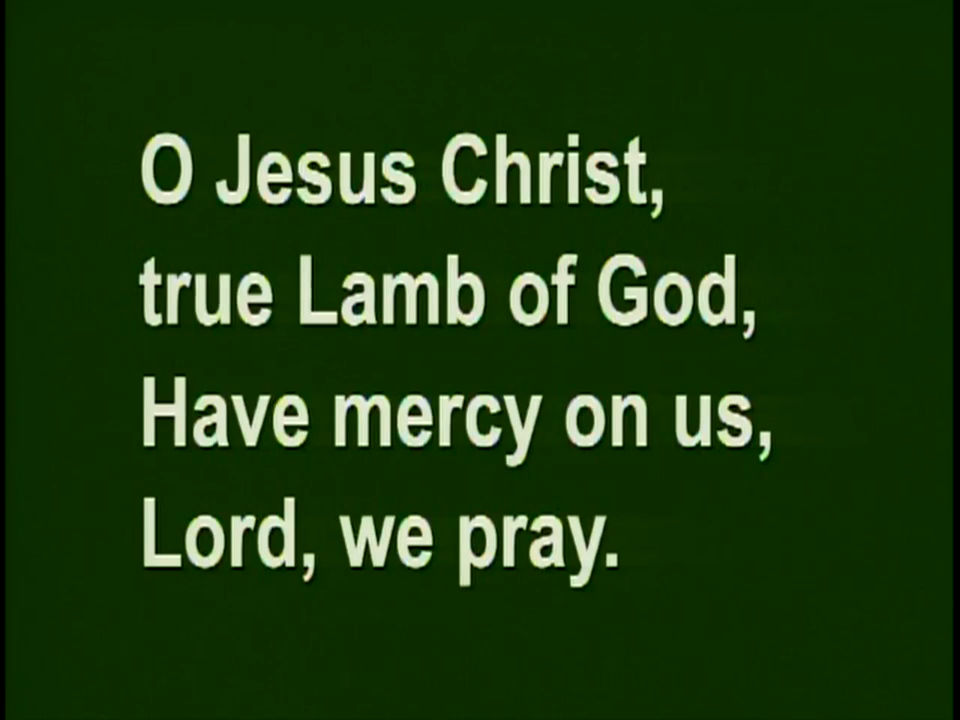 O Jesus Christ,
true Lamb of God,
Have mercy on us,
Lord, we pray.